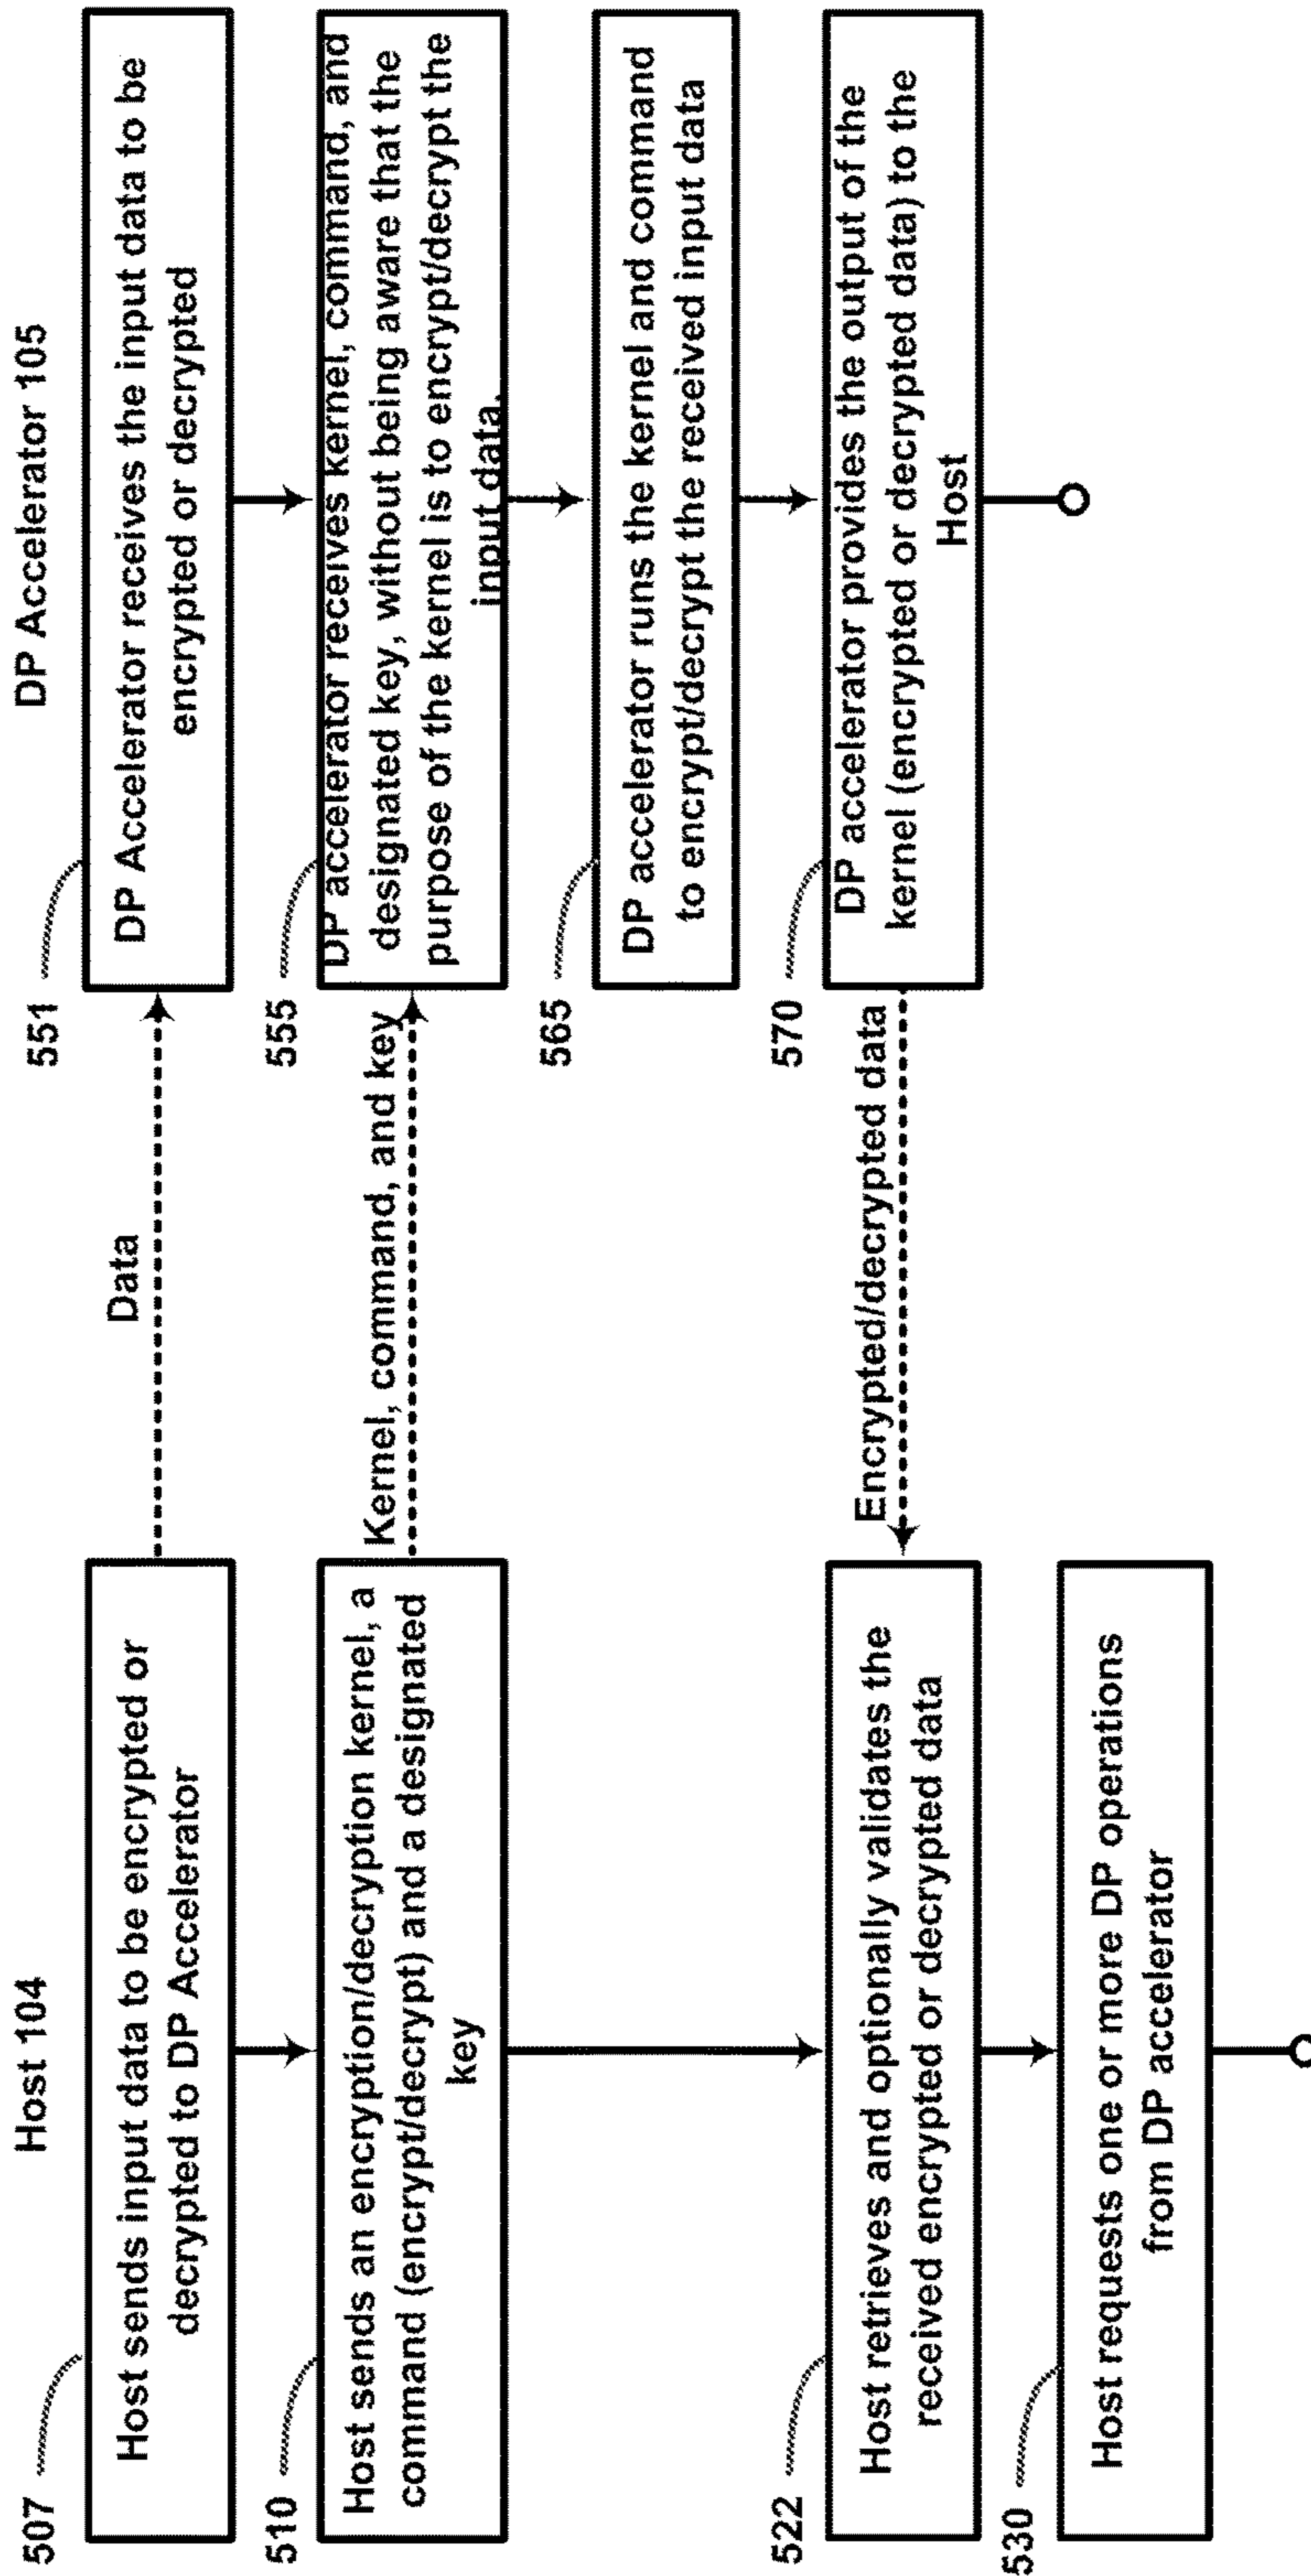 Host 104
507
Host sends input data to be encrypted or
decrypted to DP Accelerator
510
Host sends an encryption/decryption kernel, a
command (encrypt/decrypt) and a designated
key
522
Host retrieves and optionally validates the
received encrypted or decrypted data
530
Host requests one or more DP operations
from DP accelerator
Data
Kernel, command, and key
Encrypted/decrypted data
DP Accelerator 105
551
DP Accelerator receives the input data to be
encrypted or decrypted
555
DP accelerator receives kernel, command, and
designated key, without being aware that the
purpose of the kernel is to encrypt/decrypt the
input data.
565
DP accelerator runs the kernel and command
to encrypt/decrypt the received input data
570
DP accelerator provides the output of the
kernel (encrypted or decrypted data) to the
Host